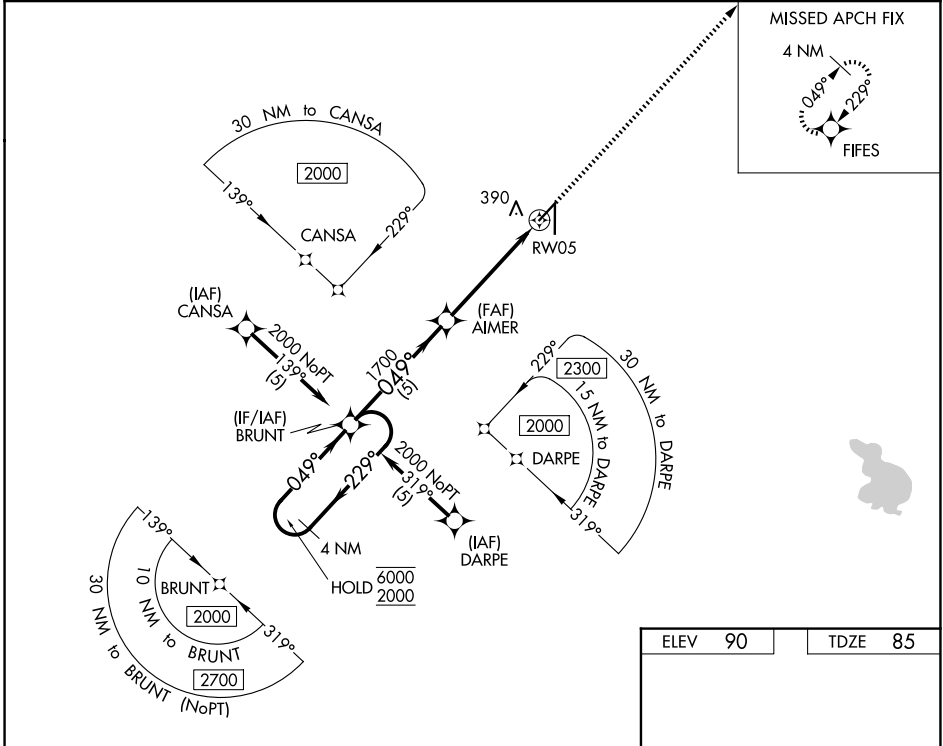 MISSED APCH FIX
4 NM
049°
229°
FIFES
30 NM to CANSA
2000
139°
229°
CANSA
390
RW05
(IAF)
CANSA
2000 NoPT
139°
(5)
(FAF)
AIMER
1700
049°
(5)
(IF/IAF)
BRUNT
049°
229°
4 NM
HOLD 6000
2000
2000 NoPT
319°
(5)
(IAF)
DARPE
229°
2300
30 NM to DARPE
15 NM to DARPE
2000
DARPE
319°
139°
BRUNT
2000
319°
10 NM to BRUNT
2700
30 NM to BRUNT (NoPT)
ELEV 90
TDZE 85